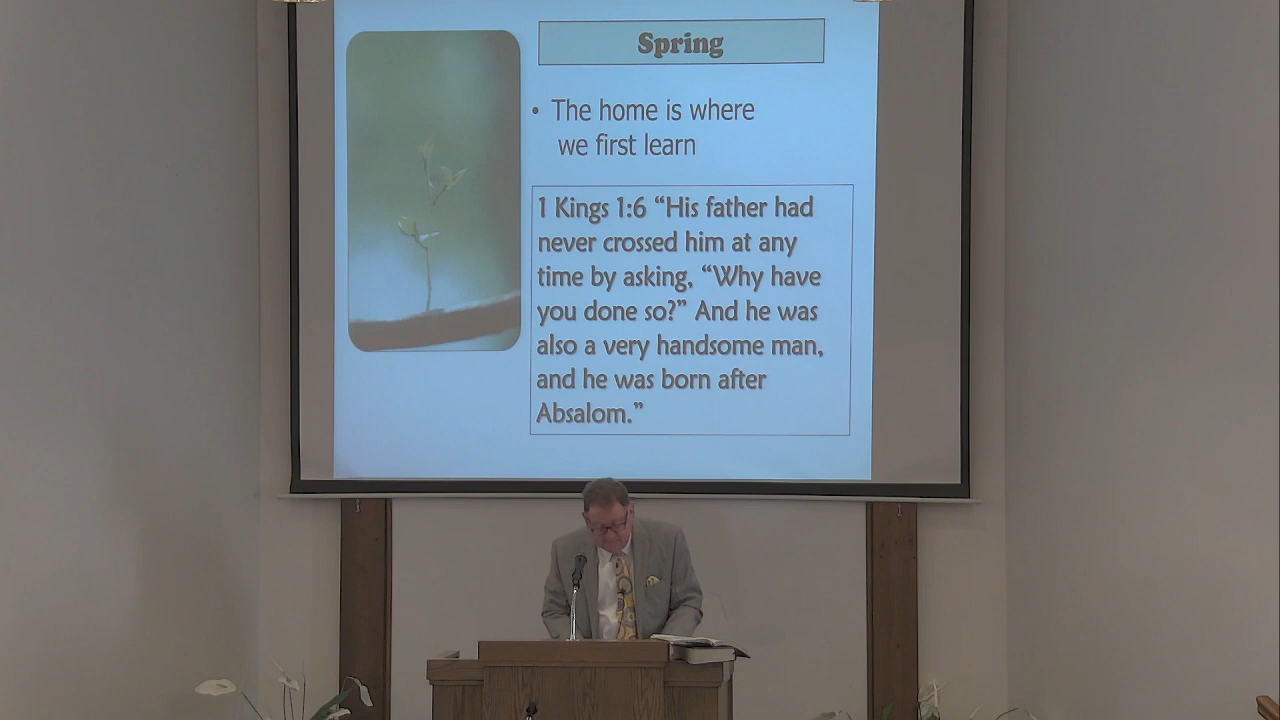 Spring
• The home is where
we first learn
1 Kings 1:6 “His father had
never crossed him at any
time by asking, “Why have
you done so?” And he was
also a very handsome man,
and he was born after
Absalom.”